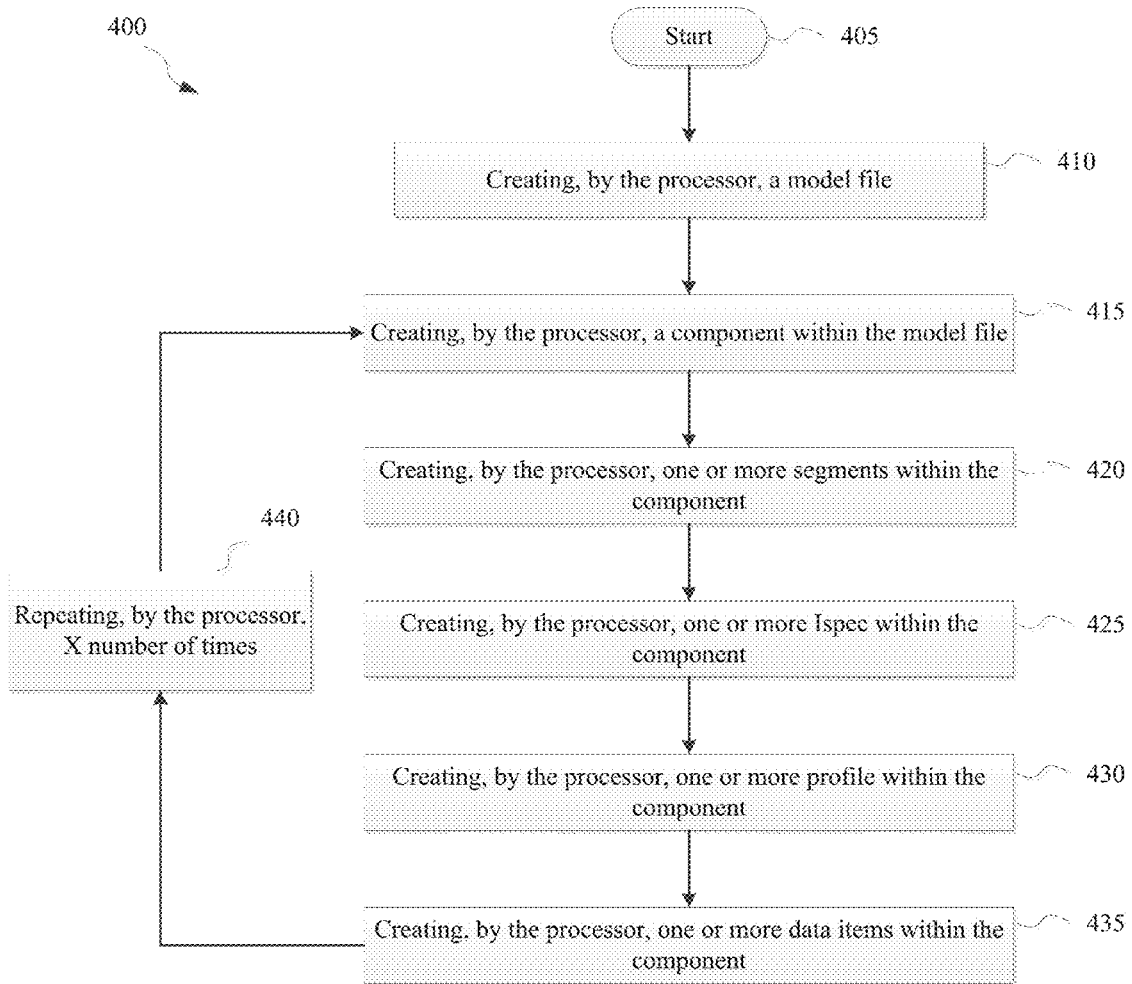 400
Start
405
Creating, by the processor, a model file
410
Creating, by the processor, a component within the model file
415
Creating, by the processor, one or more segments within the
component
420
440
Repeating, by the processor.
X number of times
Creating, by the processor, one or more Ispec within the
component
425
Creating, by the processor, one or more profile within the
component
430
Creating, by the processor, one or more data items within the
component
435